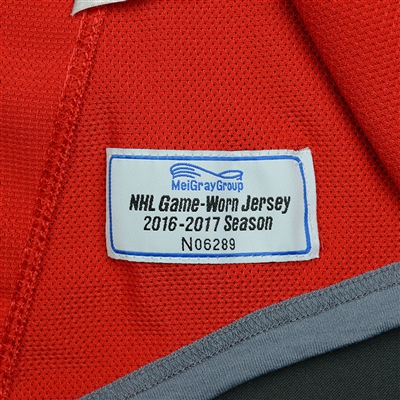 MeiGrayGroup
NHL Game-Worn Jersey
2016-2017 Season
N06289